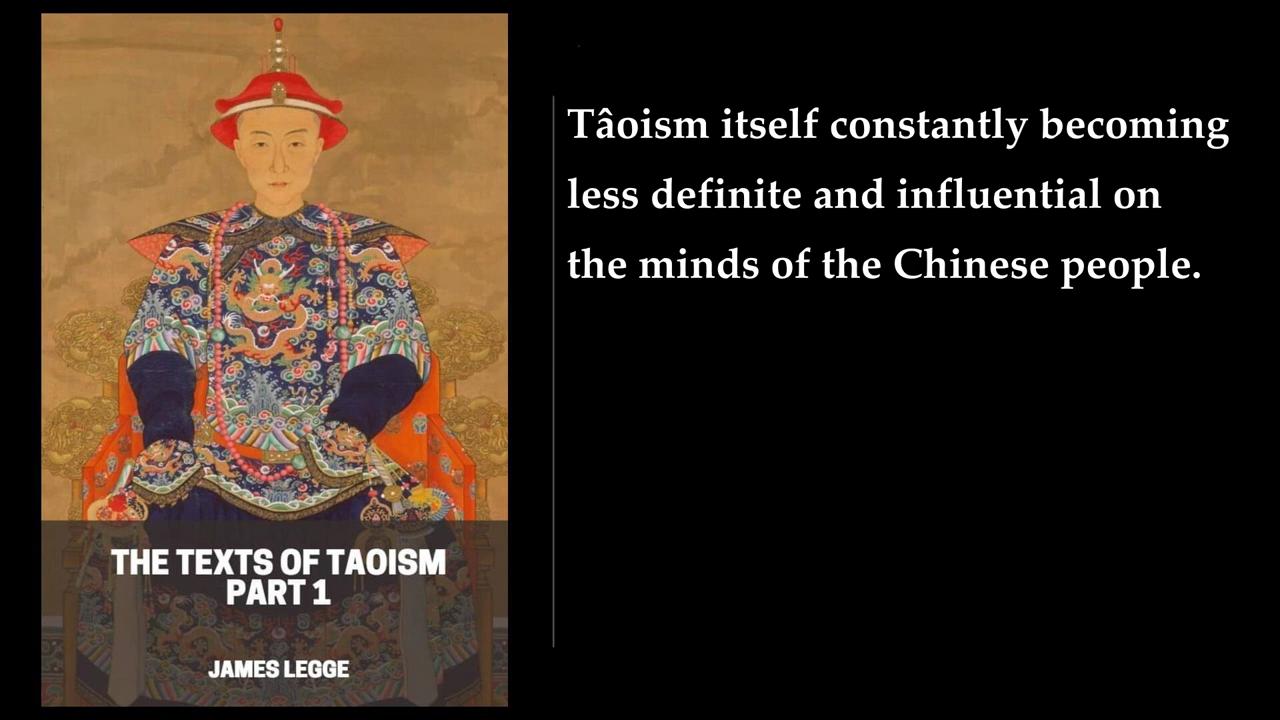 THE TEXTS OF TAOISM
PART 1
JAMES LEGGE
Tâoism itself constantly becoming
less definite and influential on
the minds of the Chinese people.